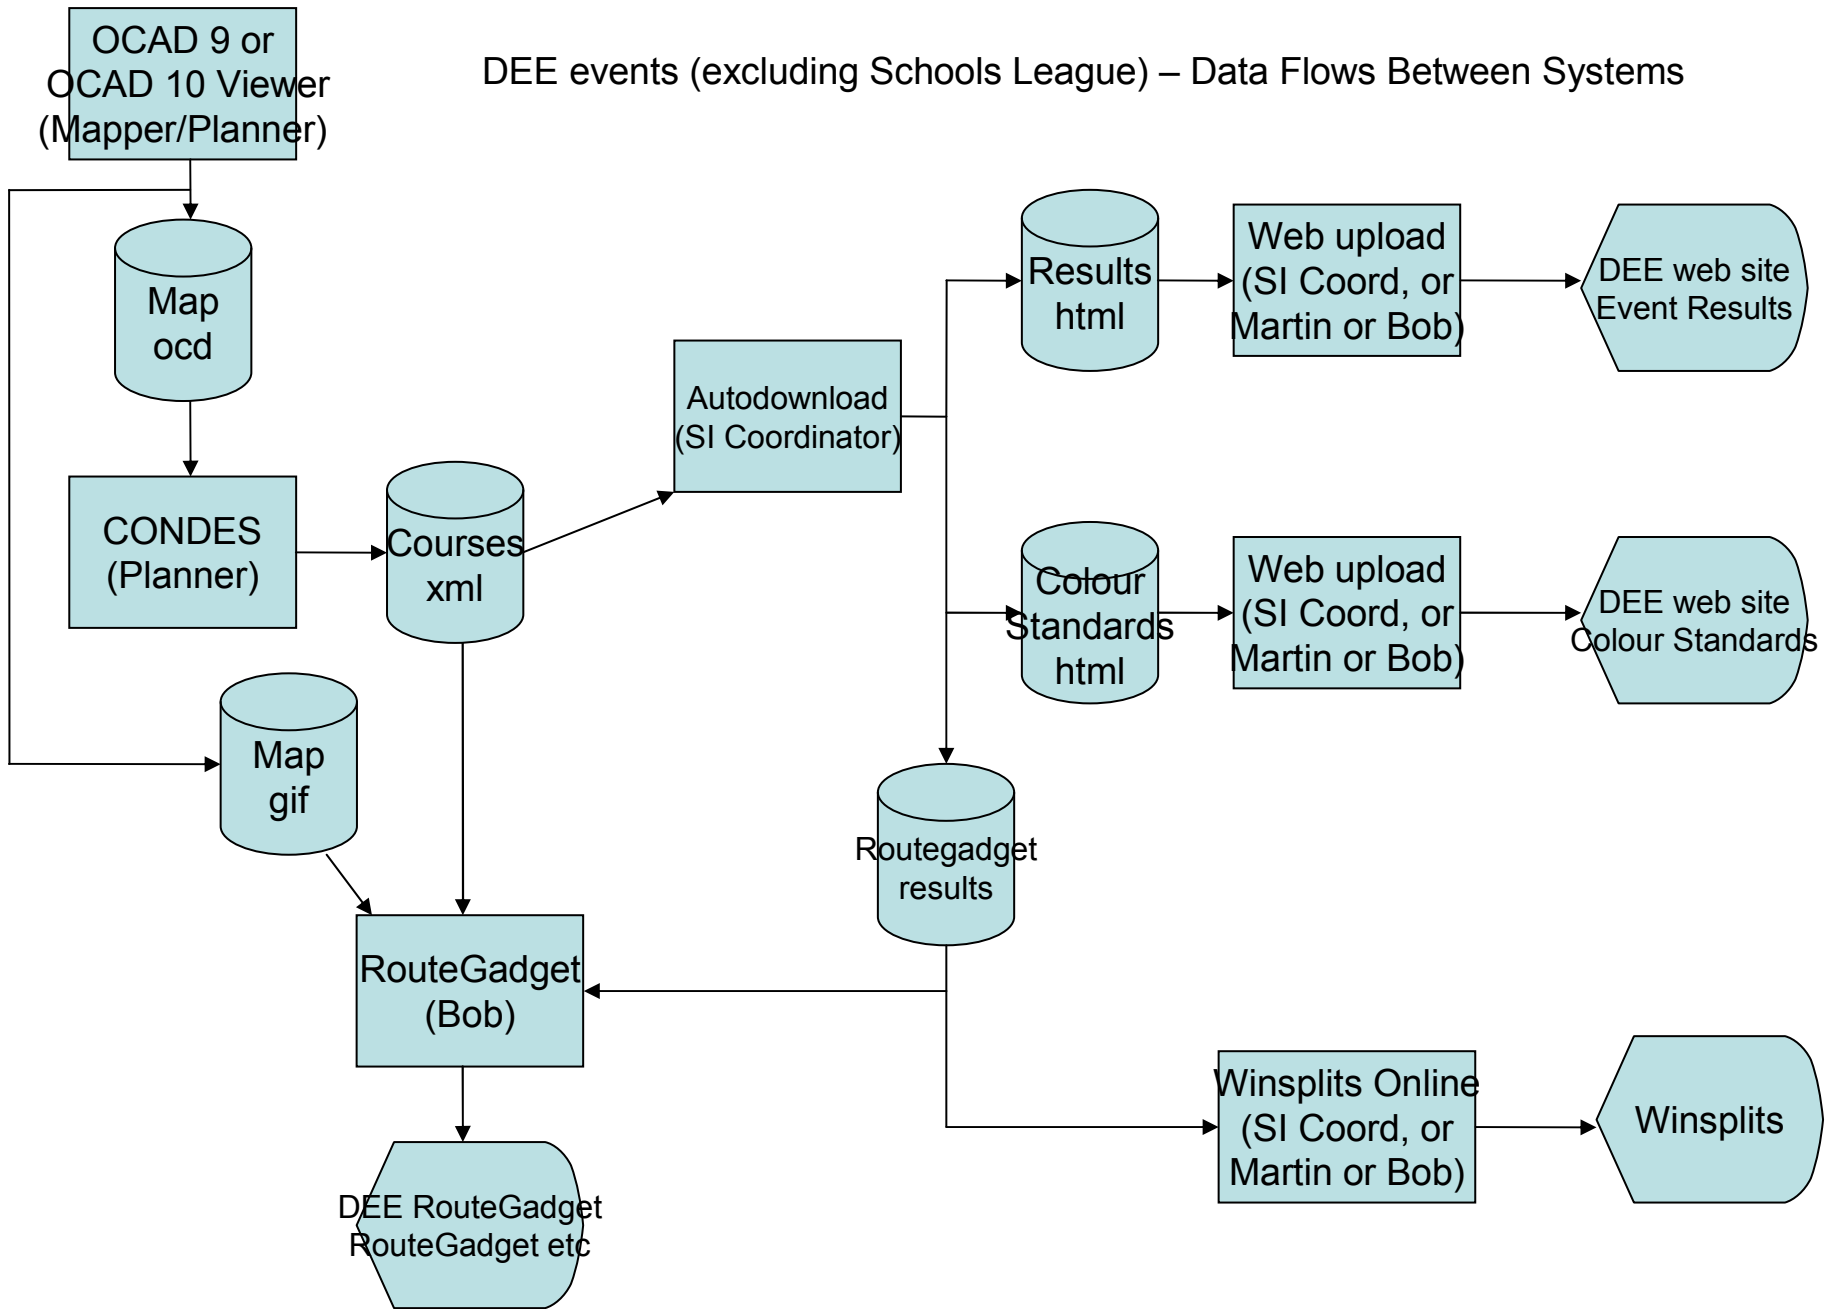 OCAD 9 or
OCAD 10 Viewer
(Mapper/Planner)
DEE events (excluding Schools League) – Data Flows Between Systems
Map
ocd
CONDES
(Planner)
Courses
xml
Map
gif
Autodownload
(SI Coordinator)
Results
html
Web upload
(SI Coord, or
Martin or Bob)
DEE web site
Event Results
Colour
Standards
html
Web upload
(SI Coord, or
Martin or Bob)
DEE web site
Colour Standards
Routegadget
results
RouteGadget
(Bob)
Winsplits Online
(SI Coord, or
Martin or Bob)
Winsplits
DEE RouteGadget
RouteGadget etc